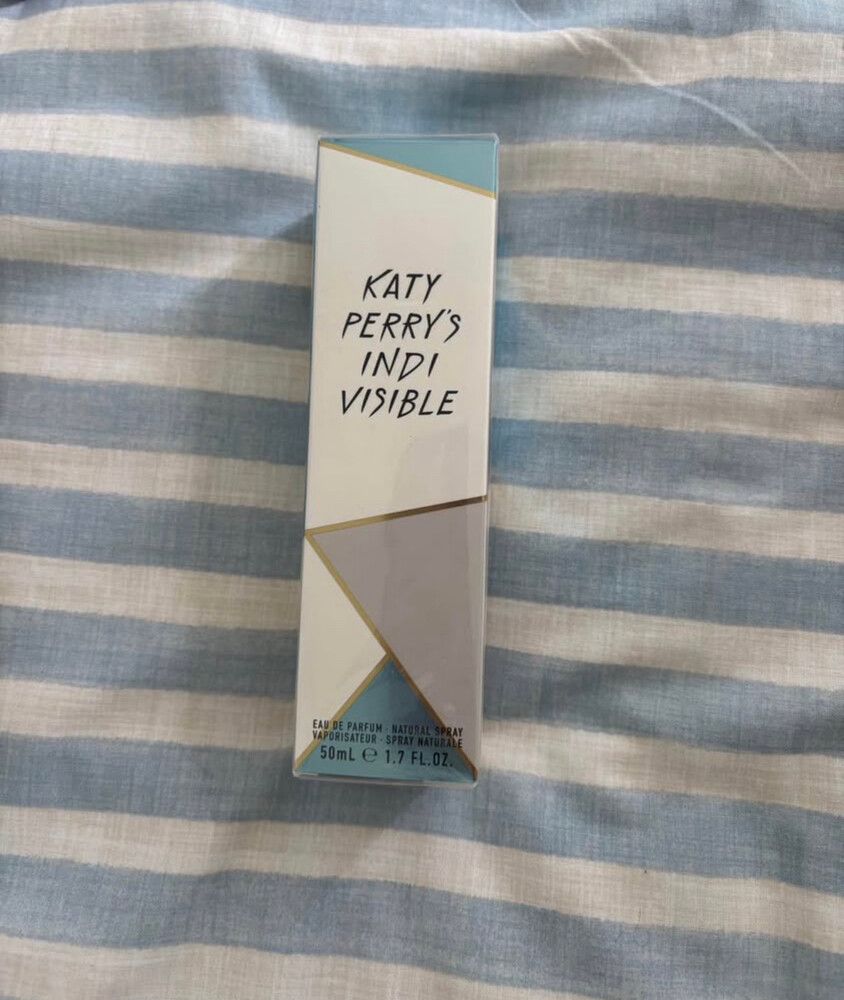 KATY
PERRY'S
INDI
VISIBLE
EAU DE PARFUM · NATURAL SPRAY
VAPORISATEUR · SPRAY NATURALE
50mL ℮ 1.7 FL.OZ.